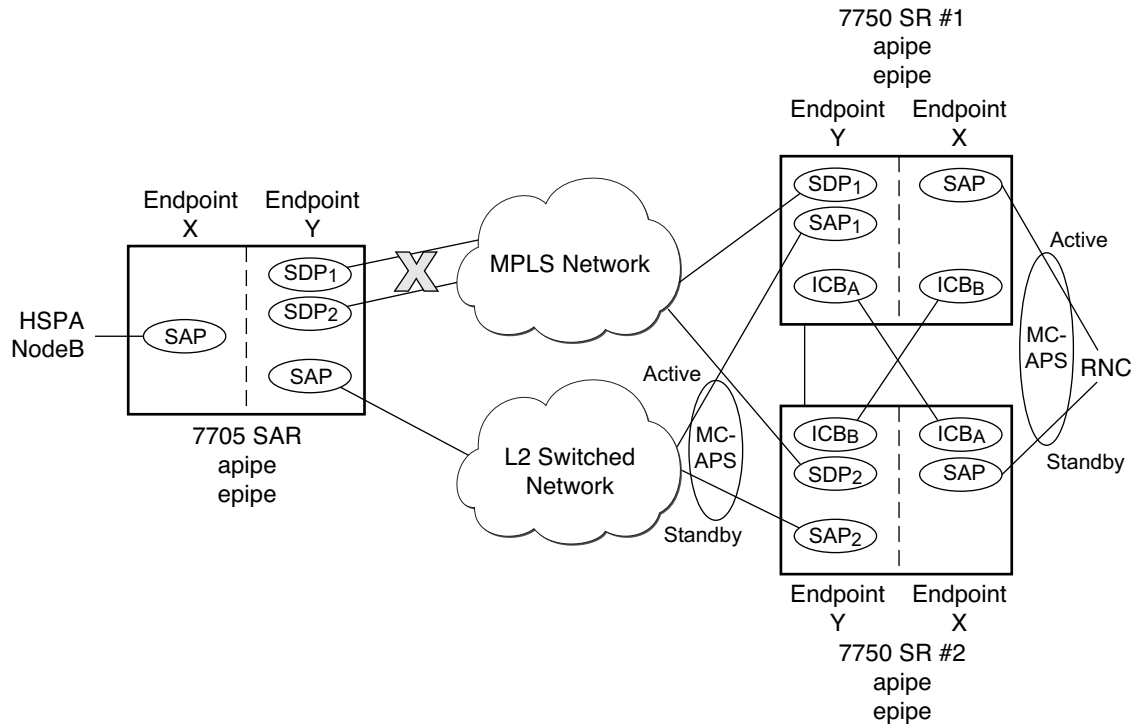 7750 SR #1
apipe
epipe
Endpoint
Y
Endpoint
X
SDP1
SAP
SAP1
ICBA
ICBB
Active
MC-
APS
RNC
Standby
Endpoint
X
Endpoint
Y
SDP1
SDP2
SAP
SAP
HSPA
NodeB
7705 SAR
apipe
epipe
X
MPLS Network
L2 Switched
Network
Active
MC-
APS
Standby
ICBB
ICBA
SDP2
SAP
SAP2
Endpoint
Y
Endpoint
X
7750 SR #2
apipe
epipe